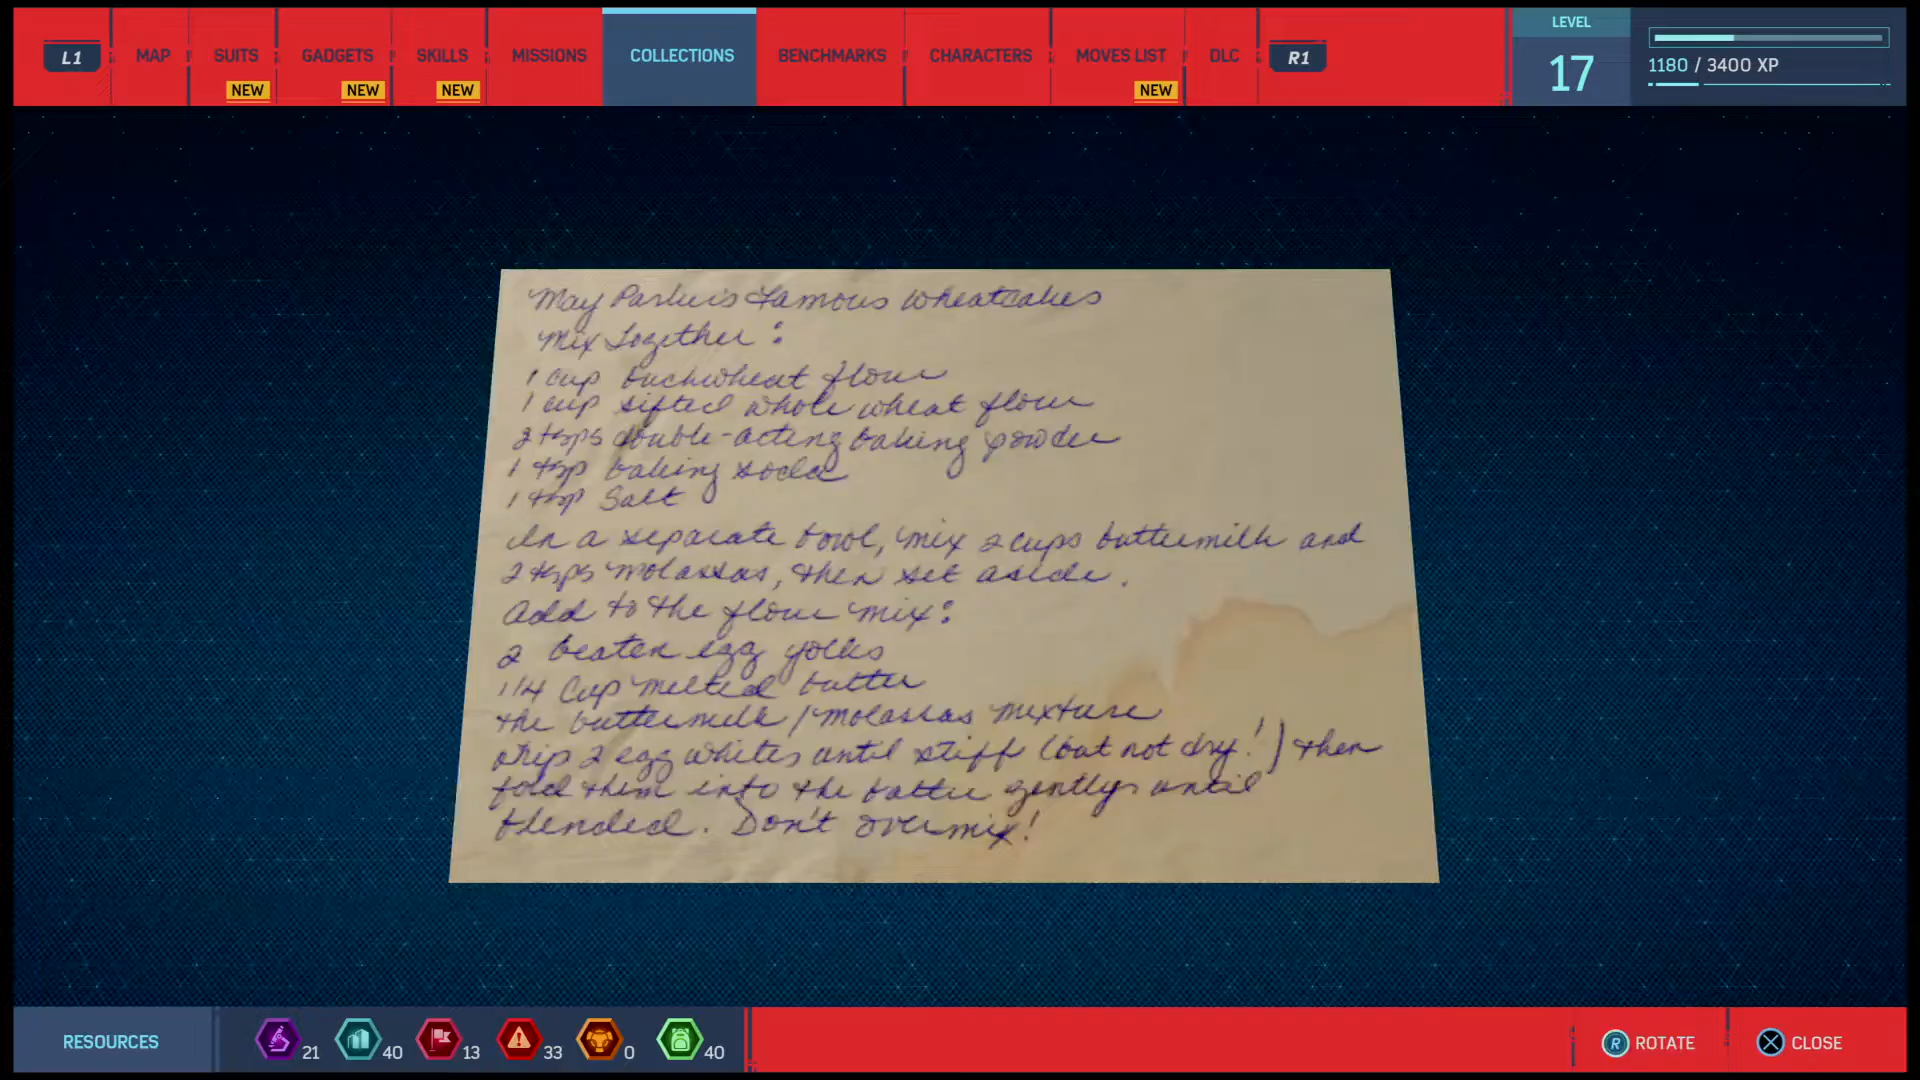 L1 MAP SUITS GADGETS SKILLS MISSIONS COLLECTIONS BENCHMARKS CHARACTERS MOVES LIST DLC R1
NEW NEW NEW NEW
LEVEL
17
1180 / 3400 XP
May Parker's Famous Wheatcakes
Mix Together :
1 cup buckwheat flour
1 cup sifted whole wheat flour
2 tsps double-acting baking powder
1 tsp baking soda
1 tsp Salt
In a separate bowl, mix 2 cups buttermilk and
2 tsps molassas, then set aside.
Add to the flour mix:
2 beaten egg yolks
1/4 Cup melted butter
the buttermilk / molassas mixture
Whip 2 egg whites until stiff (but not dry!) then
fold them into the batter gently until
blended. Don't overmix!
RESOURCES 21 40 13 33 0 40
R ROTATE CLOSE